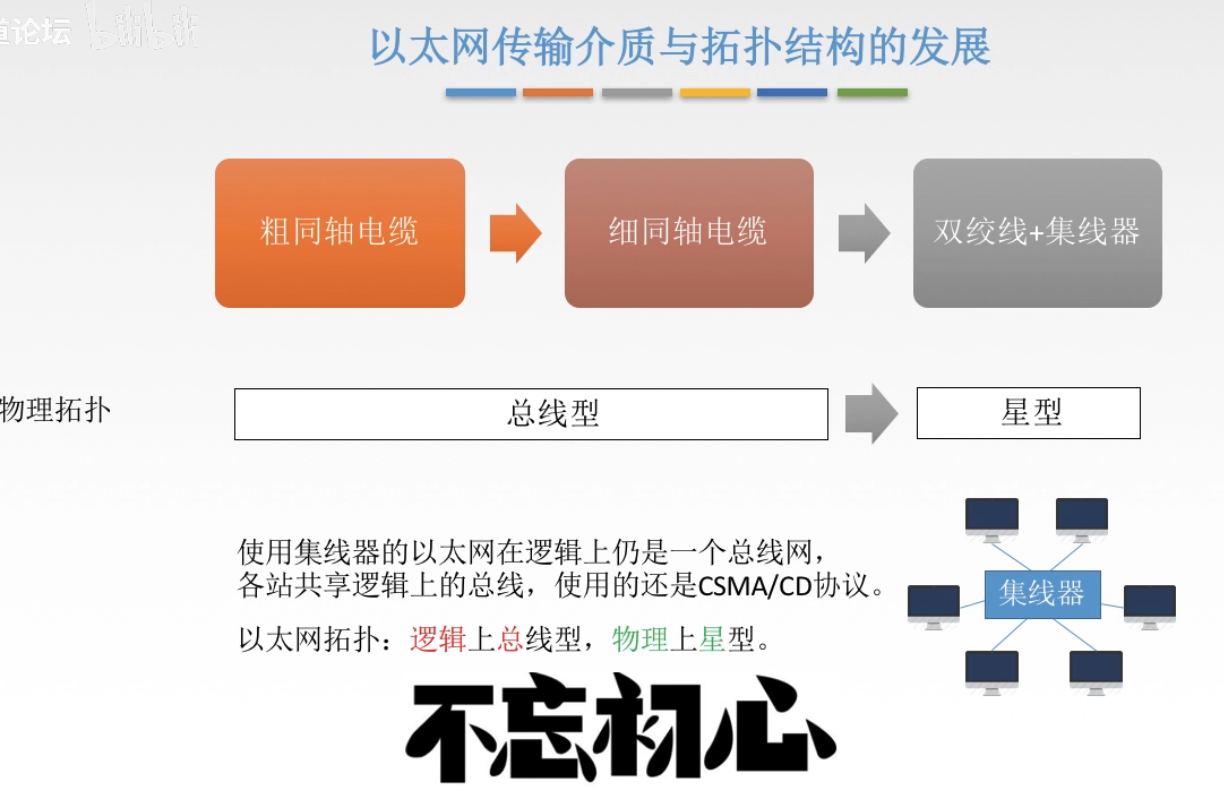 道论坛 bilibili
以太网传输介质与拓扑结构的发展
粗同轴电缆
细同轴电缆
双绞线+集线器
物理拓扑
总线型
星型
使用集线器的以太网在逻辑上仍是一个总线网，
各站共享逻辑上的总线，使用的还是CSMA/CD协议。
集线器
以太网拓扑：逻辑上总线型，物理上星型。
不忘初心